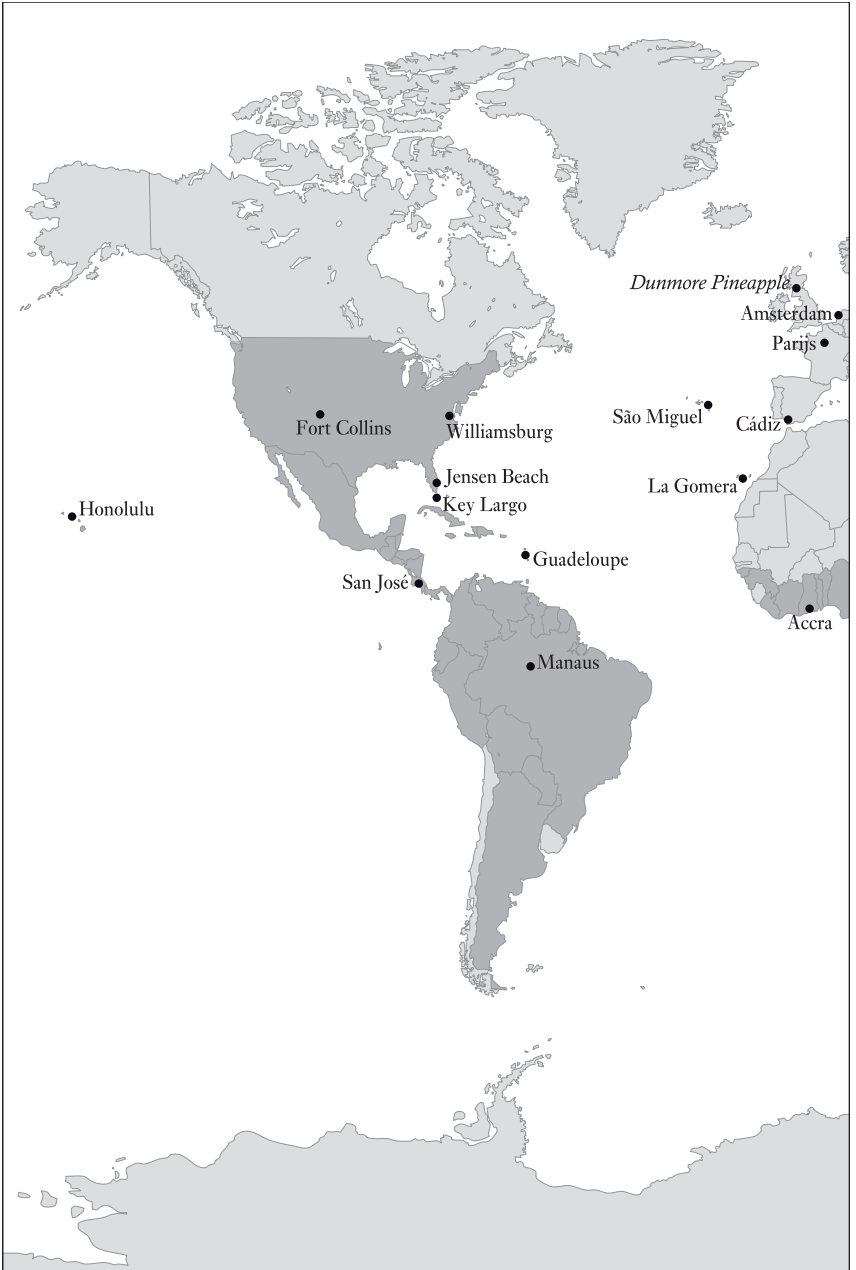 Dunmore Pineapple
Amsterdam
Parijs
São Miguel
Cádiz
Fort Collins
Williamsburg
Jensen Beach
La Gomera
Key Largo
Honolulu
Guadeloupe
San José
Accra
Manaus